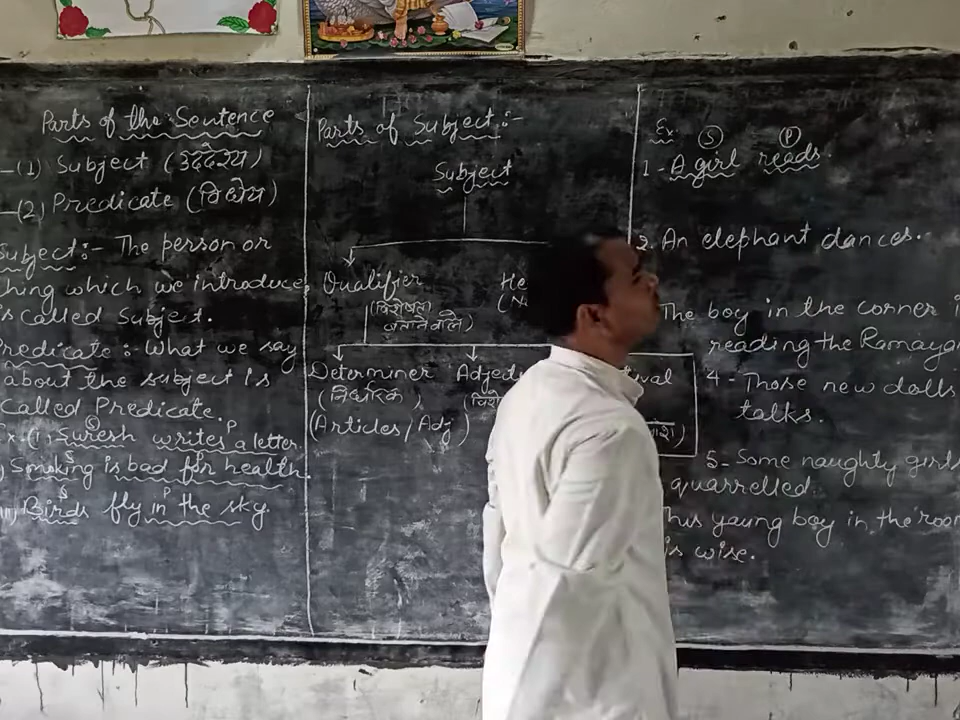 Parts of the Sentence
(1) Subject (उददेश्य)
(2) Predicate (विधेय)
Subject:- The person or
thing which we introduce,
is called Subject.
Predicate:- What we say
about the subject is
Called Predicate.
Ex. (i) Suresh writes a letter.
S P
Smoking is bad for health.
S P
Birds fly in the sky.
S P
Parts of Subject:-
Subject
Qualifier
(विशेषता
बतानेवाले)
Determiner
(निर्धारक)
(Articles/Adj)
Ex. S P
1- A girl reads.
2. An elephant dances.
The boy in the corner
reading the
4- Those new dolls
talks.
5- Some naughty girls
quarrelled.
This young boy in the room
is wise.